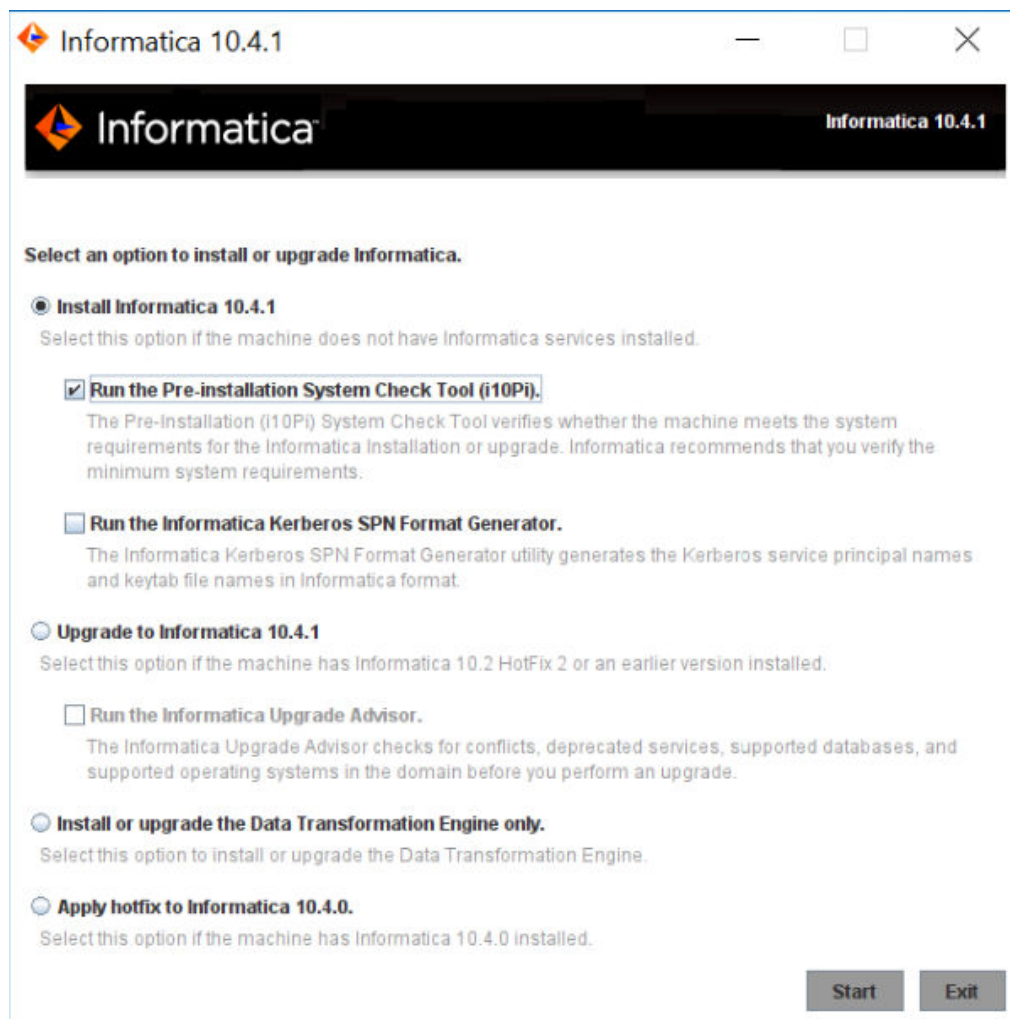 Informatica 10.4.1
Informatica™
Informatica 10.4.1
Select an option to install or upgrade Informatica.
Install Informatica 10.4.1
Select this option if the machine does not have Informatica services installed.
Run the Pre-installation System Check Tool (i10Pi).
The Pre-Installation (i10Pi) System Check Tool verifies whether the machine meets the system
requirements for the Informatica Installation or upgrade. Informatica recommends that you verify the
minimum system requirements.
Run the Informatica Kerberos SPN Format Generator.
The Informatica Kerberos SPN Format Generator utility generates the Kerberos service principal names
and keytab file names in Informatica format.
Upgrade to Informatica 10.4.1
Select this option if the machine has Informatica 10.2 HotFix 2 or an earlier version installed.
Run the Informatica Upgrade Advisor.
The Informatica Upgrade Advisor checks for conflicts, deprecated services, supported databases, and
supported operating systems in the domain before you perform an upgrade.
Install or upgrade the Data Transformation Engine only.
Select this option to install or upgrade the Data Transformation Engine.
Apply hotfix to Informatica 10.4.0.
Select this option if the machine has Informatica 10.4.0 installed.
Start Exit